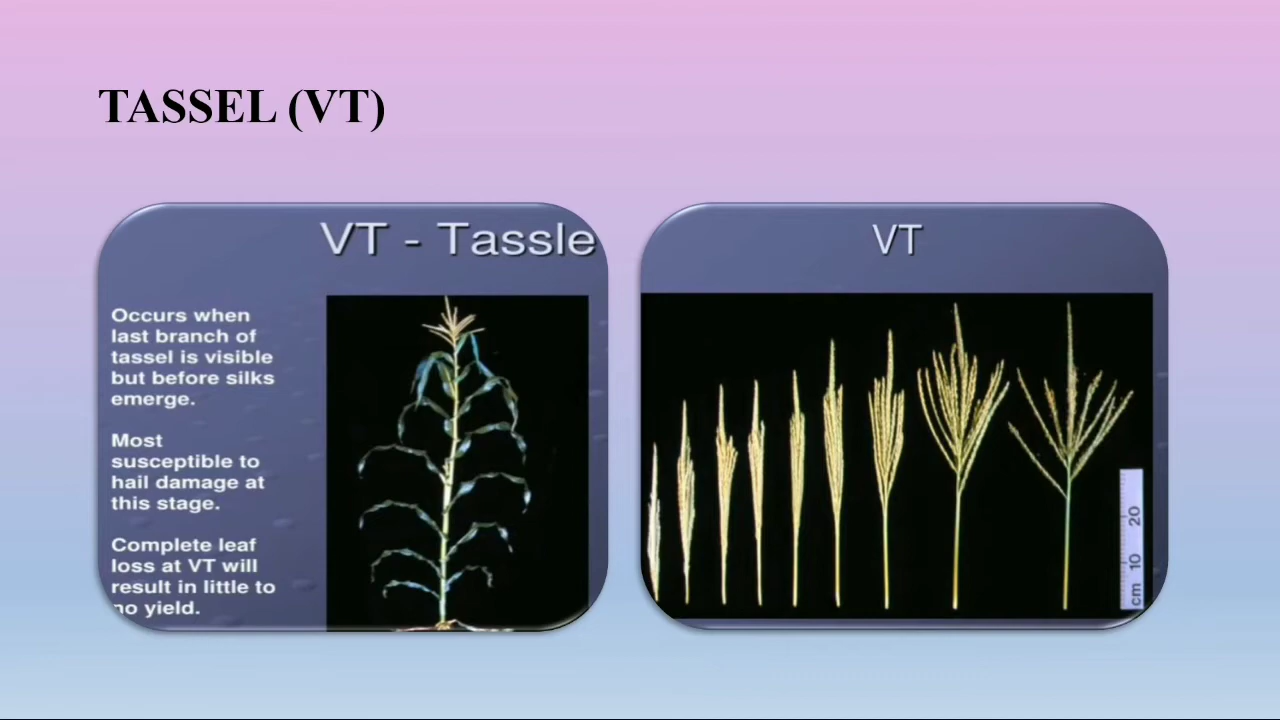 TASSEL (VT)
VT - Tassle
Occurs when
last branch of
tassel is visible
but before silks
emerge.
Most
susceptible to
hail damage at
this stage.
Complete leaf
loss at VT will
result in little to
no yield.
VT
20
10
cm